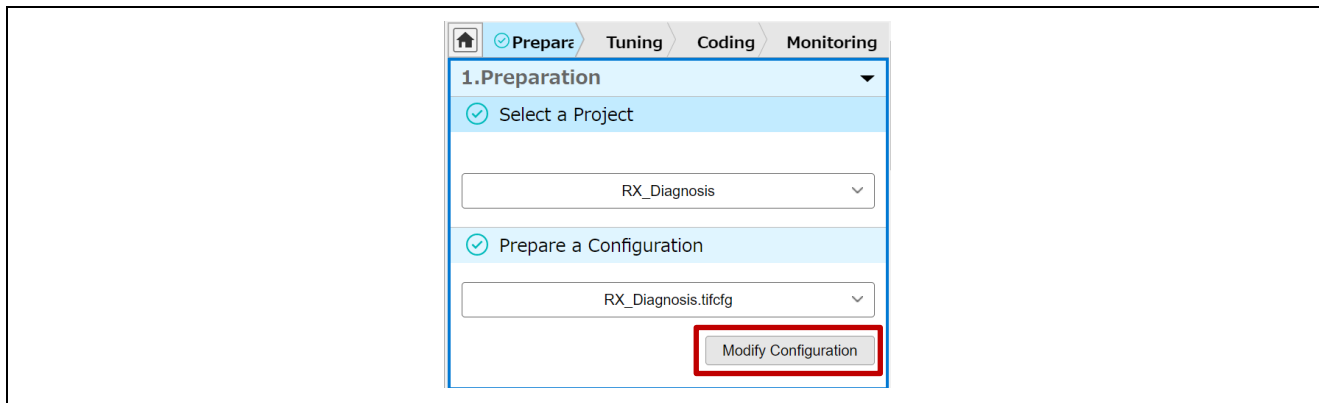 Prepara Tuning Coding Monitoring
1.Preparation
Select a Project
RX_Diagnosis
Prepare a Configuration
RX_Diagnosis.tifcfg
Modify Configuration